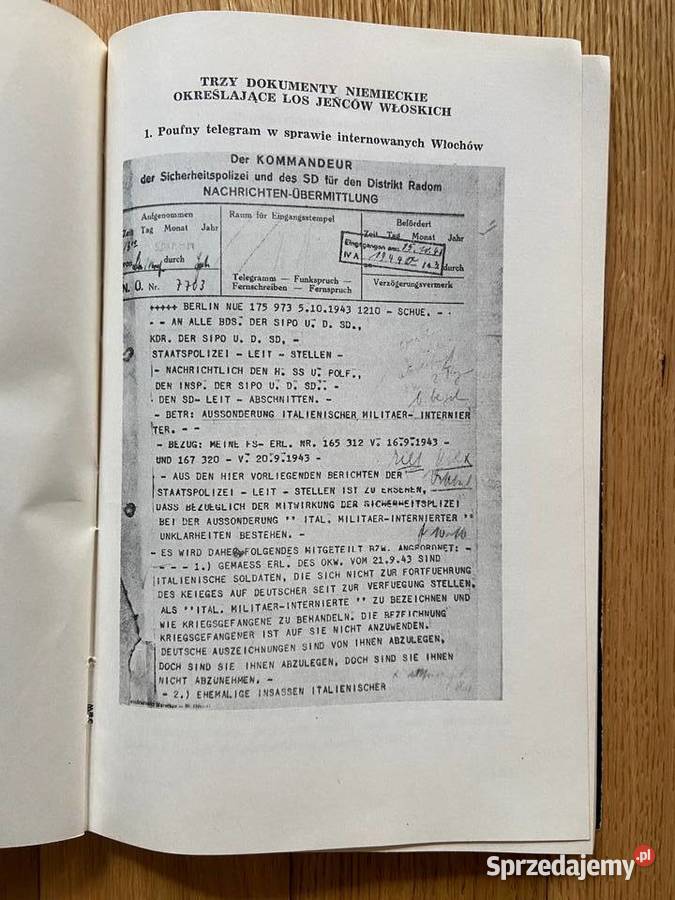 TRZY DOKUMENTY NIEMIECKIE
OKREŚLAJĄCE LOS JEŃCÓW WŁOSKICH
1. Poufny telegram w sprawie internowanych Włochów
Der KOMMANDEUR
der Sicherheitspolizei und des SD für den Distrikt Radom
NACHRICHTEN-ÜBERMITTLUNG
Aufgenommen
Zeit Tag Monat Jahr
durch
Raum für Eingangsstempel
Telegramm — Funkspruch —
Fernschreiben — Fernspruch
Befördert
Zeit Tag Monat Jahr
Eingegangen am:
IV A
durch
Verzögerungsvermerk
N. O. Nr. 7703
+++++ BERLIN NUE 175 973 5.10.1943 1210 - SCHUE. - -
- - AN ALLE BDS. DER SIPO U. D. SD.,
KDR. DER SIPO U. D. SD, -
STAATSPOLIZEI - LEIT - STELLEN -
- NACHRICHTLICH DEN H. SS U. POLF.,
DEN INSP. DER SIPO U. D. SD.. -
DEN SD- LEIT - ABSCHNITTEN. -
- BETR: AUSSONDERUNG ITALIENISCHER MILITAER- INTERNIER
TER. - -
- BEZUG: MEINE FS- ERL. NR. 165 312 V. 16.9.1943 -
UND 167 320 - V. 20.9.1943 -
- AUS DEN HIER VORLIEGENDEN BERICHTEN DER
STAATSPOLIZEI - LEIT - STELLEN IST ZU ERSEHEN,
DASS BEZUEGLICH DER MITWIRKUNG DER SICHERHEITSPLIZEI
BEI DER AUSSONDERUNG '' ITAL. MILITAER-INTERNIERTER ''
UNKLARHEITEN BESTEHEN. -
- ES WIRD DAHER FOLGENDES MITGETEILT BZW. ANGEORDNET: -
- - - 1.) GEMAESS ERL. DES OKW. VOM 21.9.43 SIND
ITALIENISCHE SOLDATEN, DIE SICH NICHT ZUR FORTFUEHRUNG
DES KEIEGES AUF DEUTSCHER SEIT ZUR VERFUEGUNG STELLEN.
ALS ''ITAL. MILITAER-INTERNIERTE '' ZU BEZEICHNEN UND
WIE KRIEGSGEFANGENE ZU BEHANDELN. DIE BEZEICHNUNG
KRIEGSGEFANGENER IST AUF SIE NICHT ANZUWENDEN.
DEUTSCHE AUSZEICHNUNGEN SIND VON IHNEN ABZULEGEN,
DOCH SIND SIE IHNEN ABZULEGEN, DOCH SIND SIE IHNEN
NICHT ABZUNEHMEN. -
- 2.) EHEMALIGE INSASSEN ITALIENISCHER
Sprzedajemy.pl